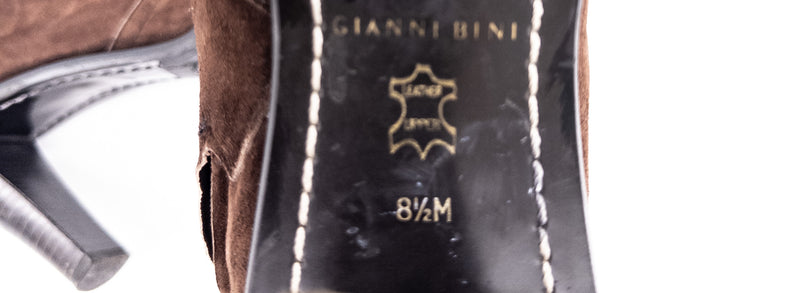 GIANNI BINI
LEATHER
UPPER
8½M